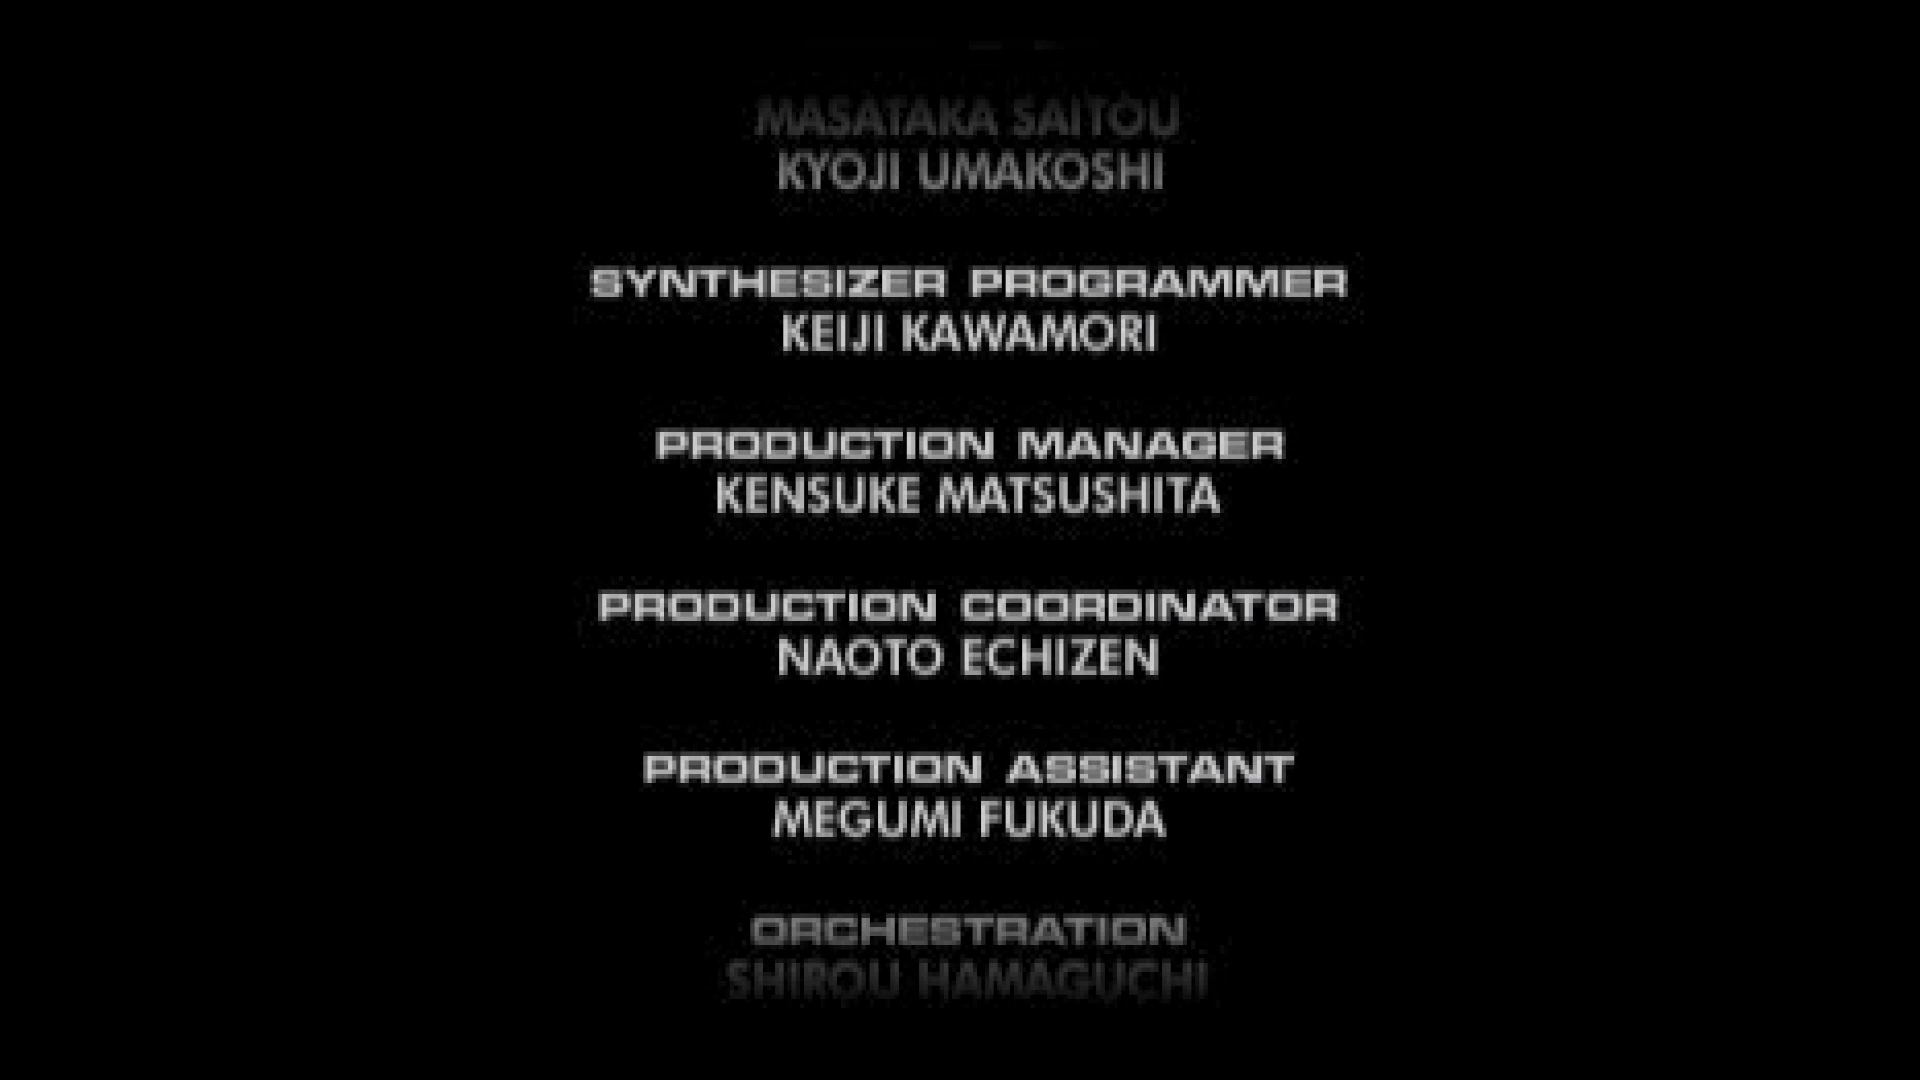 MASATAKA SAITOU
KYOJI UMAKOSHI
SYNTHESIZER PROGRAMMER
KEIJI KAWAMORI
PRODUCTION MANAGER
KENSUKE MATSUSHITA
PRODUCTION COORDINATOR
NAOTO ECHIZEN
PRODUCTION ASSISTANT
MEGUMI FUKUDA
ORCHESTRATION
SHIROU HAMAGUCHI